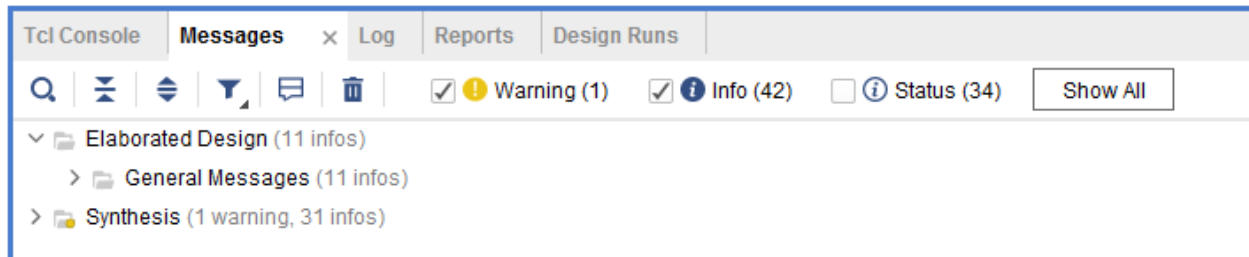 Tcl Console Messages Log Reports Design Runs
Warning (1) Info (42) Status (34) Show All
Elaborated Design (11 infos)
General Messages (11 infos)
Synthesis (1 warning, 31 infos)